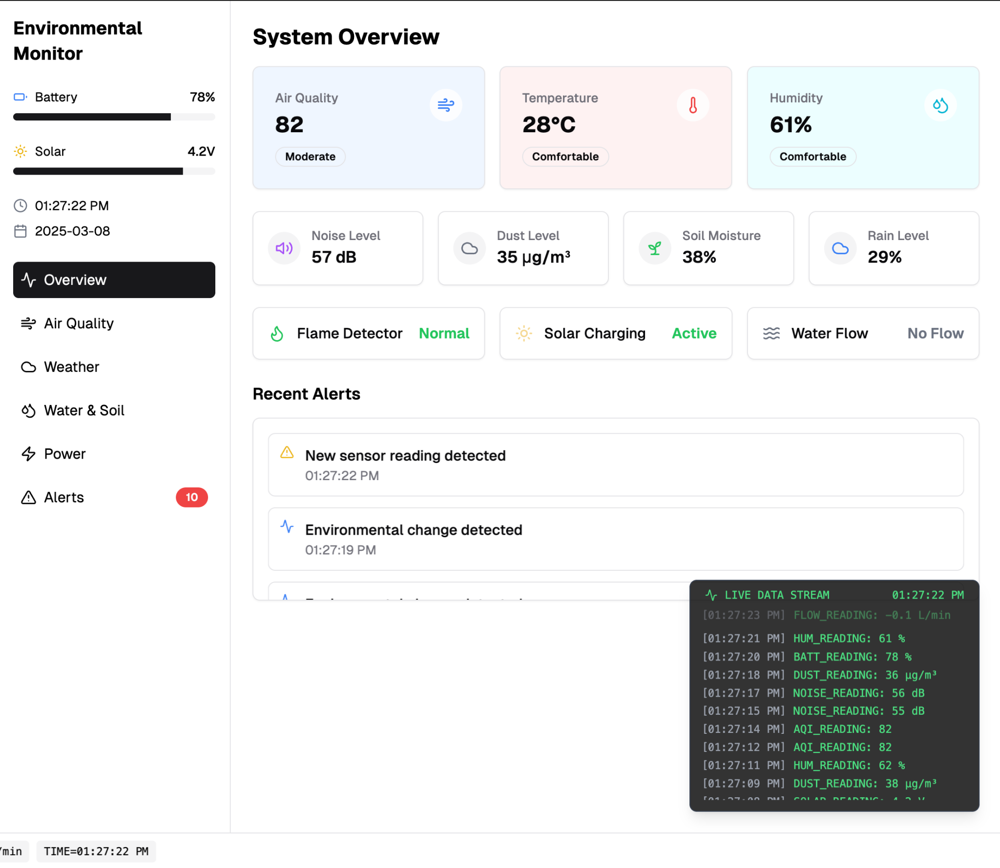 Environmental
Monitor
Battery 78%
Solar 4.2V
01:27:22 PM
2025-03-08
Overview
Air Quality
Weather
Water & Soil
Power
Alerts 10
System Overview
Air Quality
82
Moderate
Temperature
28°C
Comfortable
Humidity
61%
Comfortable
Noise Level
57 dB
Dust Level
35 μg/m³
Soil Moisture
38%
Rain Level
29%
Flame Detector Normal
Solar Charging Active
Water Flow No Flow
Recent Alerts
New sensor reading detected
01:27:22 PM
Environmental change detected
01:27:19 PM
LIVE DATA STREAM 01:27:22 PM
[01:27:23 PM] FLOW_READING: -0.1 L/min
[01:27:21 PM] HUM_READING: 61 %
[01:27:20 PM] BATT_READING: 78 %
[01:27:18 PM] DUST_READING: 36 μg/m³
[01:27:17 PM] NOISE_READING: 56 dB
[01:27:15 PM] NOISE_READING: 55 dB
[01:27:14 PM] AQI_READING: 82
[01:27:12 PM] AQI_READING: 82
[01:27:11 PM] HUM_READING: 62 %
[01:27:09 PM] DUST_READING: 38 μg/m³
/min TIME=01:27:22 PM